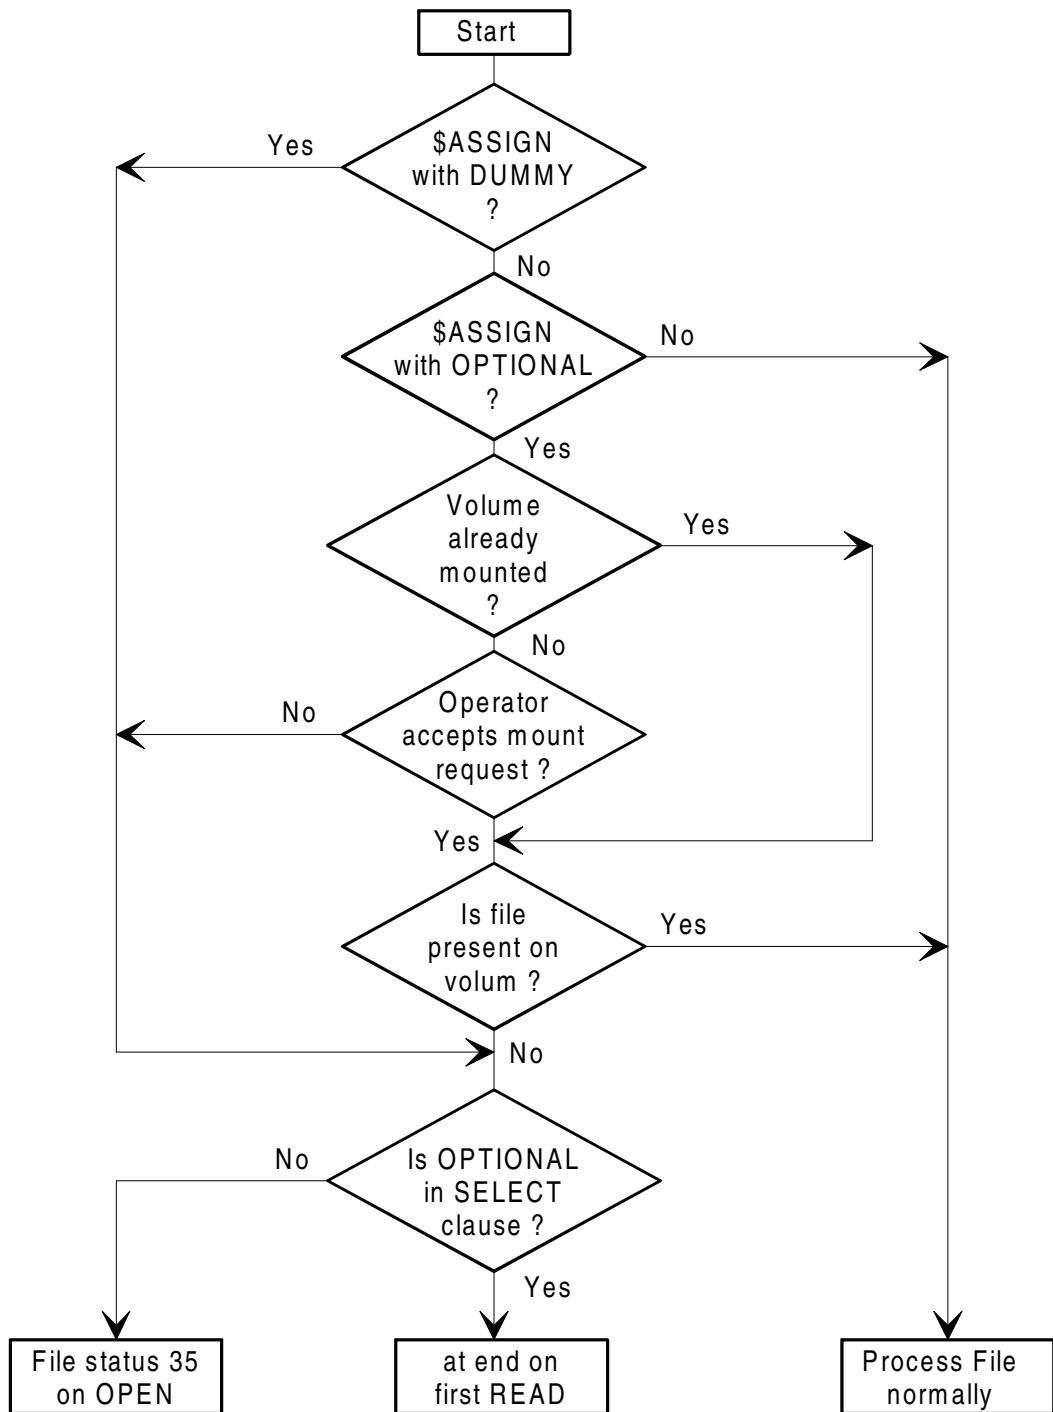 Start
Yes
$ASSIGN
with DUMMY
?
No
$ASSIGN
with OPTIONAL
?
No
Yes
Volume
already
mounted
?
Yes
No
Operator
accepts mount
request ?
No
Yes
Is file
present on
volum ?
Yes
No
No
Is OPTIONAL
in SELECT
clause ?
Yes
File status 35
on OPEN
at end on
first READ
Process File
normally